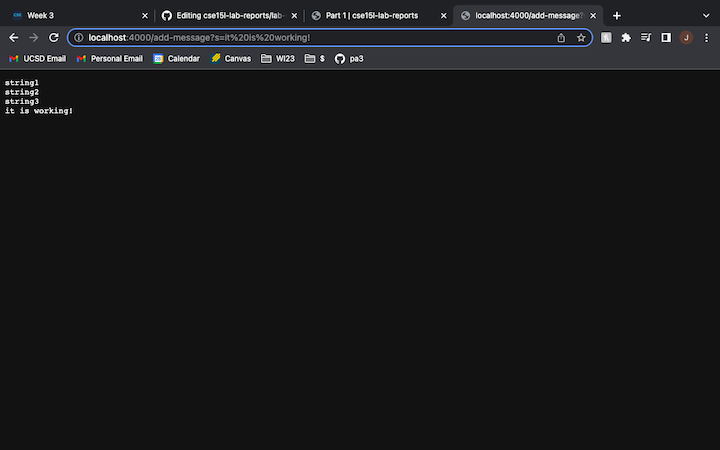 Week 3
Editing cse15l-lab-reports/lab-
Part 1 | cse15l-lab-reports
localhost:4000/add-message?
localhost:4000/add-message?s=it%20is%20working!
J
UCSD Email
Personal Email
Calendar
Canvas
WI23
$
pa3
string1
string2
string3
it is working!